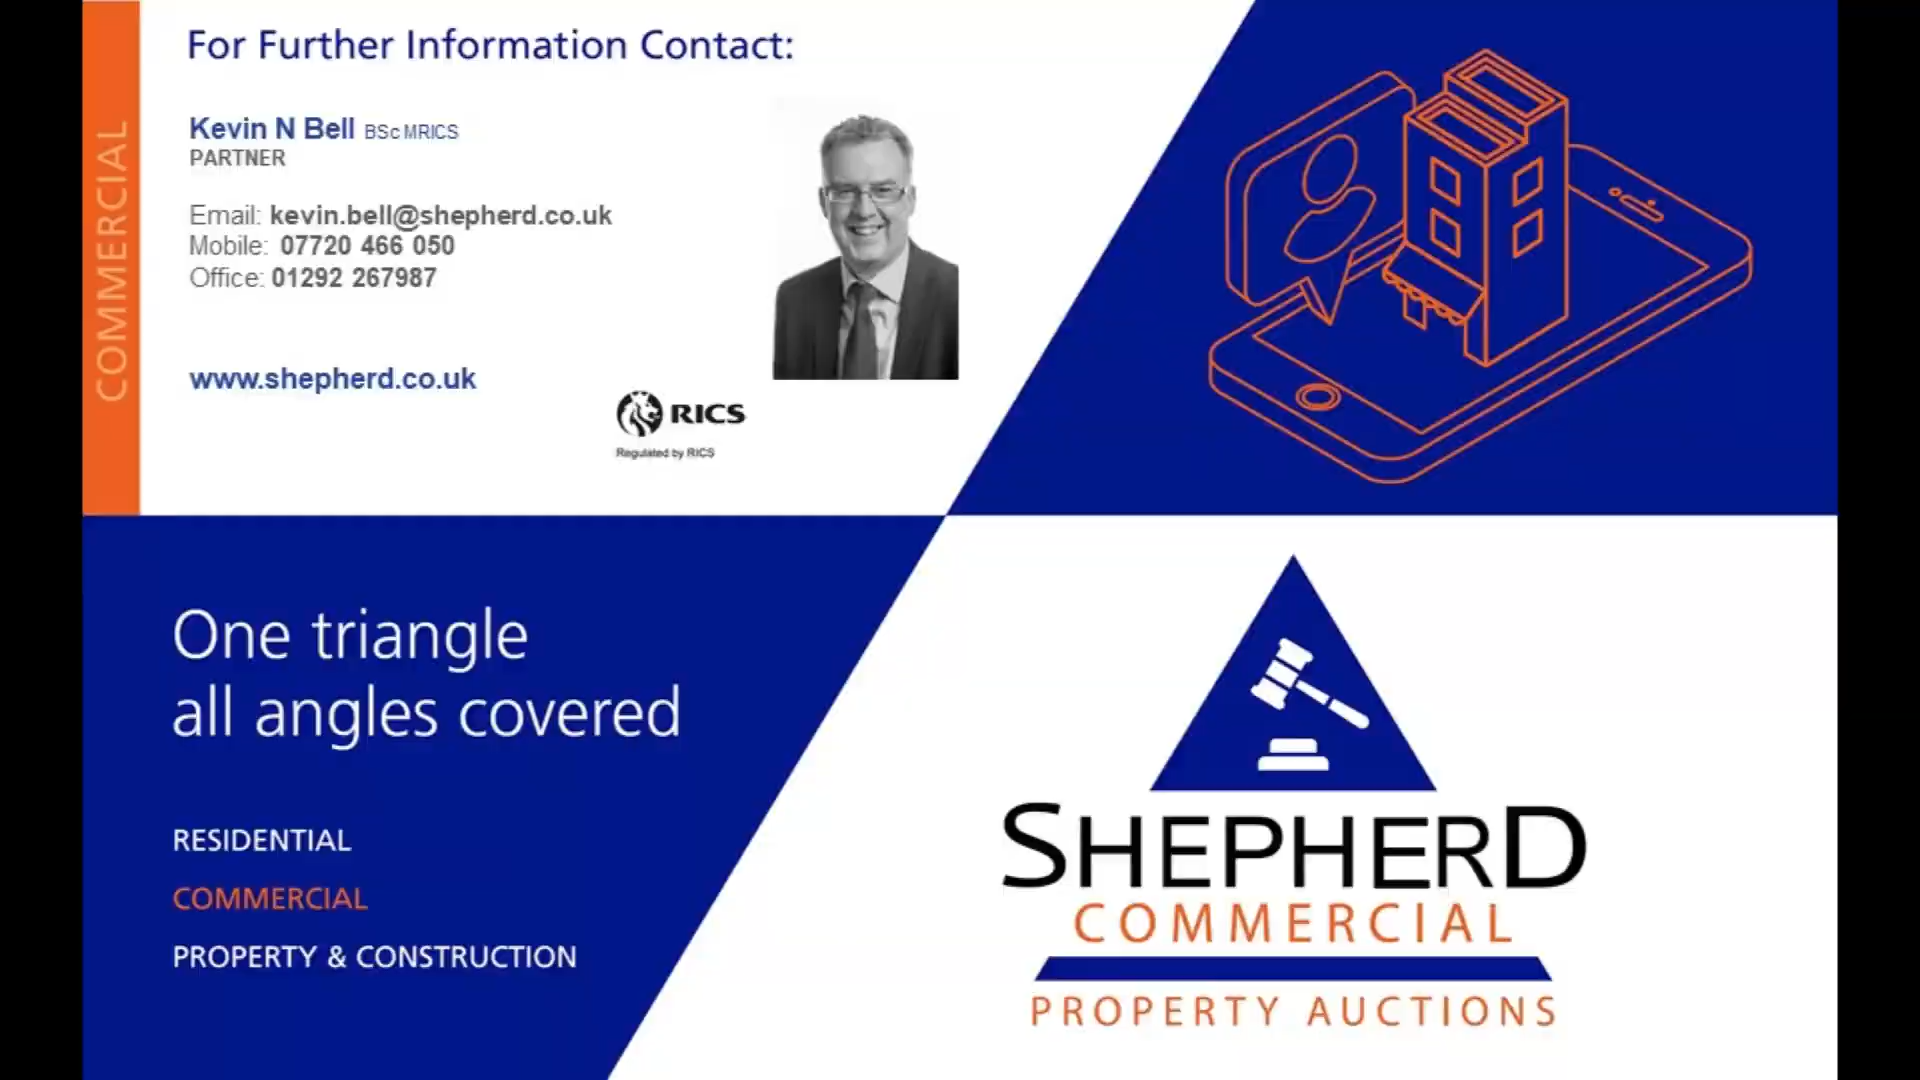 COMMERCIAL
For Further Information Contact:
Kevin N Bell BSc MRICS
PARTNER
Email: kevin.bell@shepherd.co.uk
Mobile: 07720 466 050
Office: 01292 267987
www.shepherd.co.uk
RICS
Regulated by RICS
One triangle
all angles covered
RESIDENTIAL
COMMERCIAL
PROPERTY & CONSTRUCTION
SHEPHERD
COMMERCIAL
PROPERTY AUCTIONS